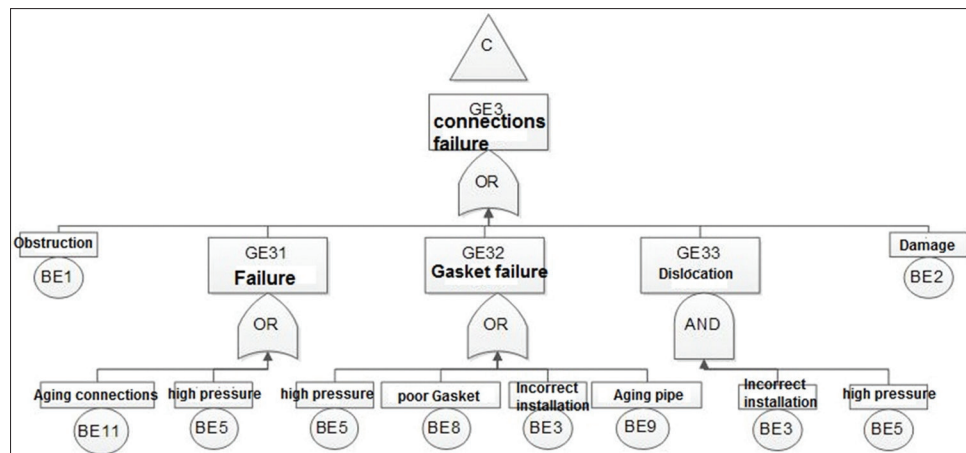 C
GE3
connections
failure
OR
Obstruction
BE1
GE31
Failure
GE32
Gasket failure
GE33
Dislocation
Damage
BE2
OR
OR
AND
Aging connections
BE11
high pressure
BE5
high pressure
BE5
poor Gasket
BE8
Incorrect
installation
BE3
Aging pipe
BE9
Incorrect
installation
BE3
high pressure
BE5